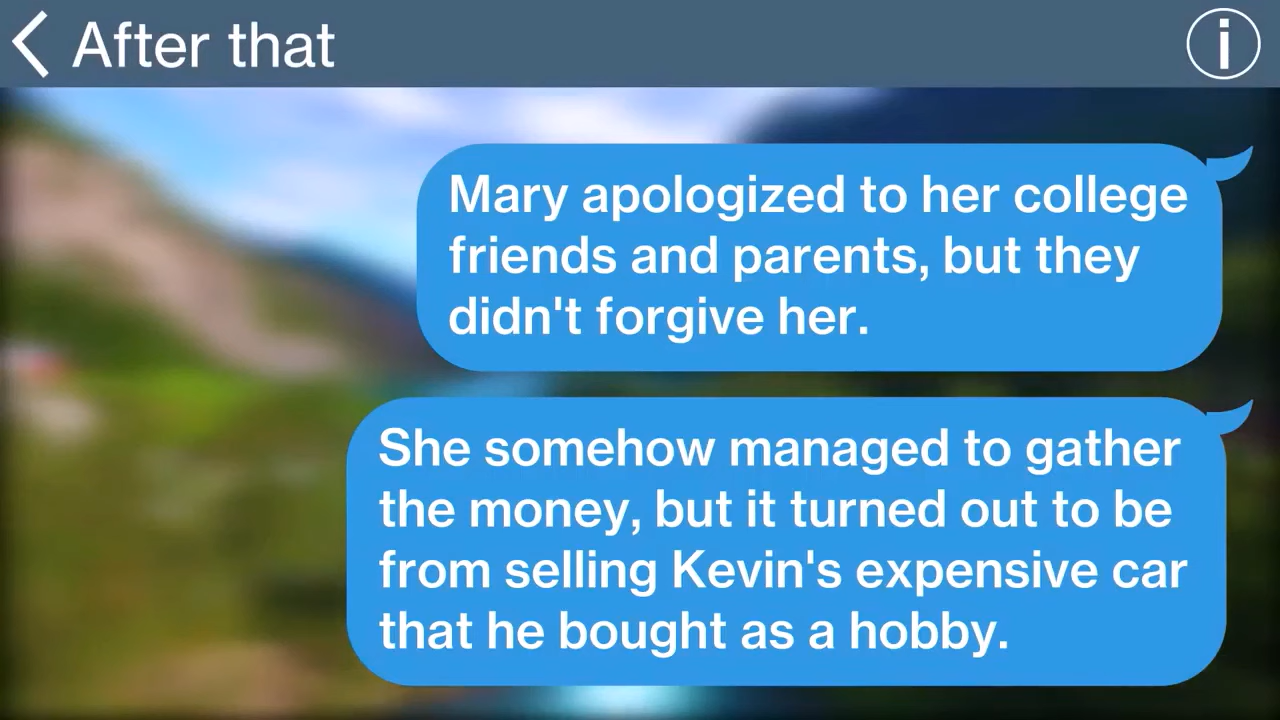 After that
Mary apologized to her college
friends and parents, but they
didn't forgive her.
She somehow managed to gather
the money, but it turned out to be
from selling Kevin's expensive car
that he bought as a hobby.